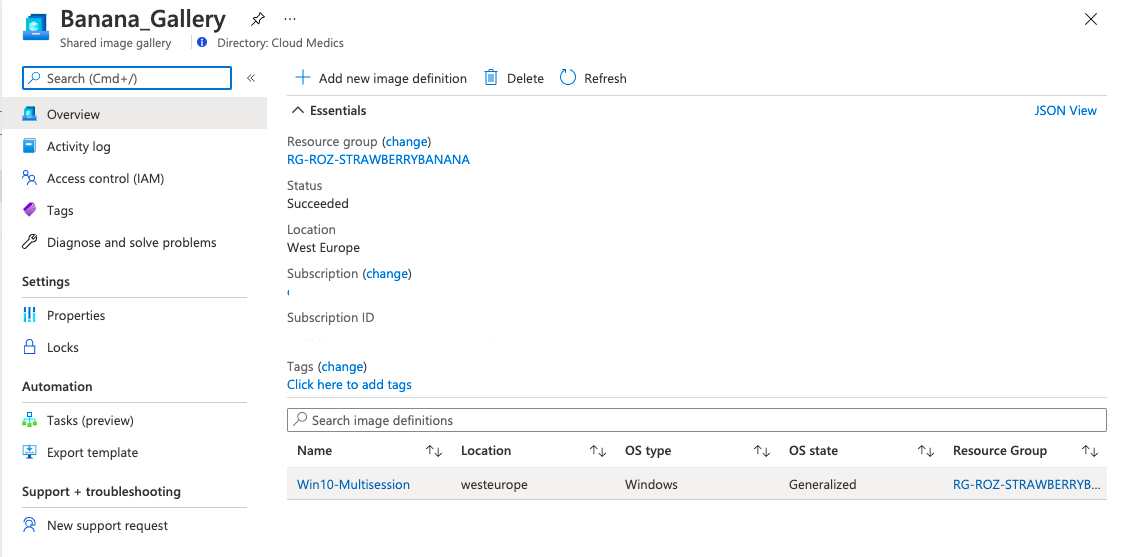 Banana_Gallery
Shared image gallery
Directory: Cloud Medics
Search (Cmd+/)
Overview
Activity log
Access control (IAM)
Tags
Diagnose and solve problems
Settings
Properties
Locks
Automation
Tasks (preview)
Export template
Support + troubleshooting
New support request
Add new image definition
Delete
Refresh
Essentials
JSON View
Resource group (change)
RG-ROZ-STRAWBERRYBANANA
Status
Succeeded
Location
West Europe
Subscription (change)
Subscription ID
Tags (change)
Click here to add tags
Search image definitions
Name Location OS type OS state Resource Group
Win10-Multisession westeurope Windows Generalized RG-ROZ-STRAWBERRYB...